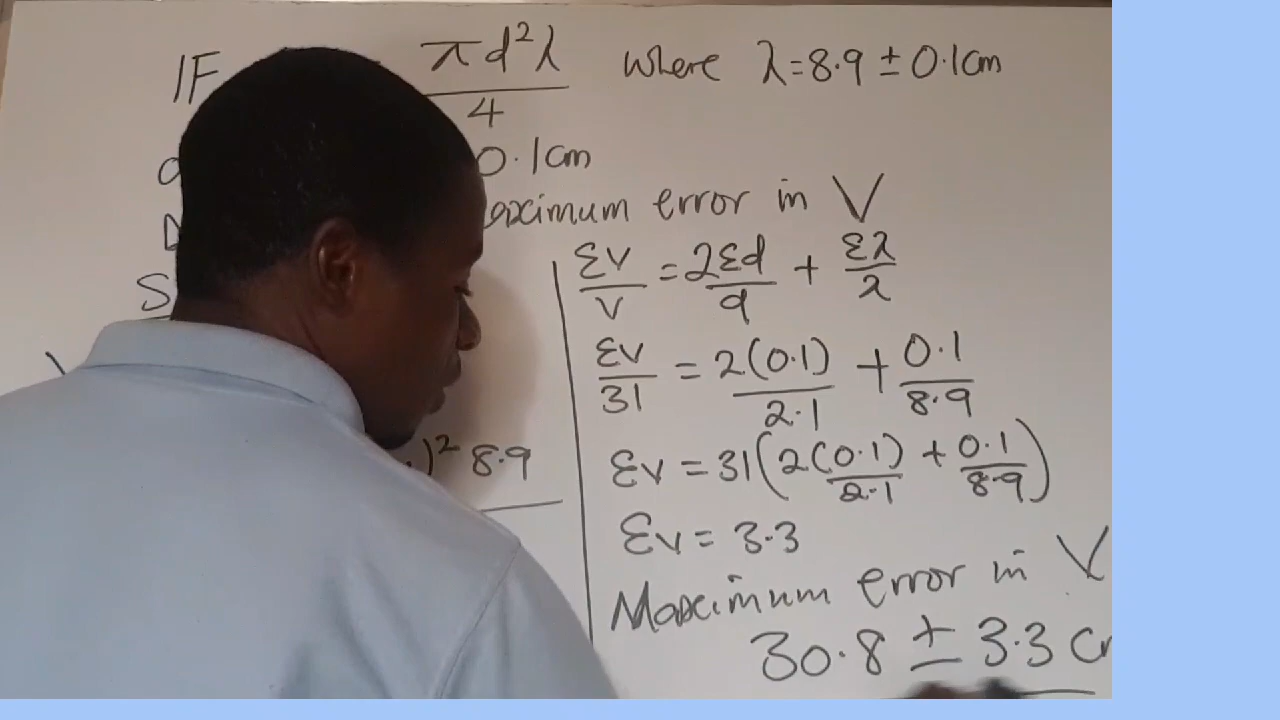 IF πd²λ/4 where λ=8.9 ± 0.1cm
0.1cm
maximum error in V
S
εV/V = 2εd/d + ελ/λ
εV/31 = 2(0.1)/2.1 + 0.1/8.9
)² 8.9
εV = 31(2(0.1)/2.1 + 0.1/8.9)
εV = 3.3
Maximum error in V
30.8 ± 3.3 c